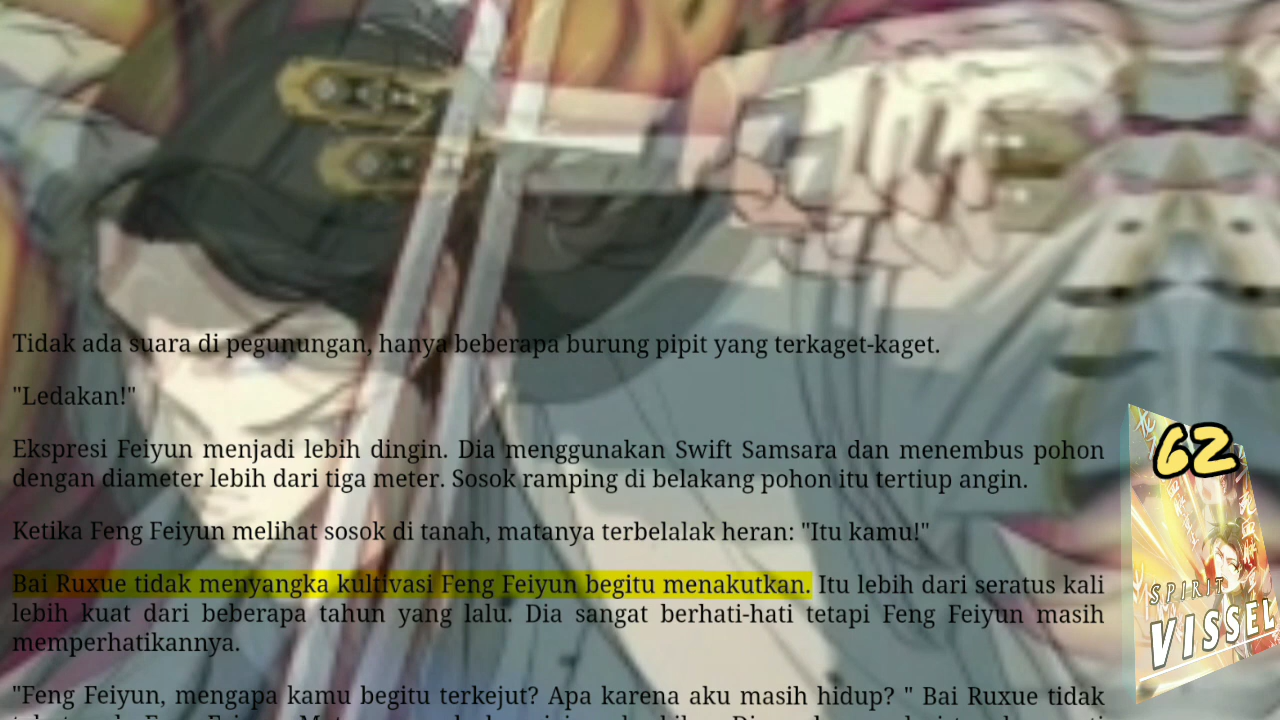 Tidak ada suara di pegunungan, hanya beberapa burung pipit yang terkaget-kaget.
"Ledakan!"
Ekspresi Feiyun menjadi lebih dingin. Dia menggunakan Swift Samsara dan menembus pohon
dengan diameter lebih dari tiga meter. Sosok ramping di belakang pohon itu tertiup angin.
Ketika Feng Feiyun melihat sosok di tanah, matanya terbelalak heran: "Itu kamu!"
Bai Ruxue tidak menyangka kultivasi Feng Feiyun begitu menakutkan. Itu lebih dari seratus kali
lebih kuat dari beberapa tahun yang lalu. Dia sangat berhati-hati tetapi Feng Feiyun masih
memperhatikannya.
"Feng Feiyun, mengapa kamu begitu terkejut? Apa karena aku masih hidup? " Bai Ruxue tidak
62
SPIRIT
VISSEL